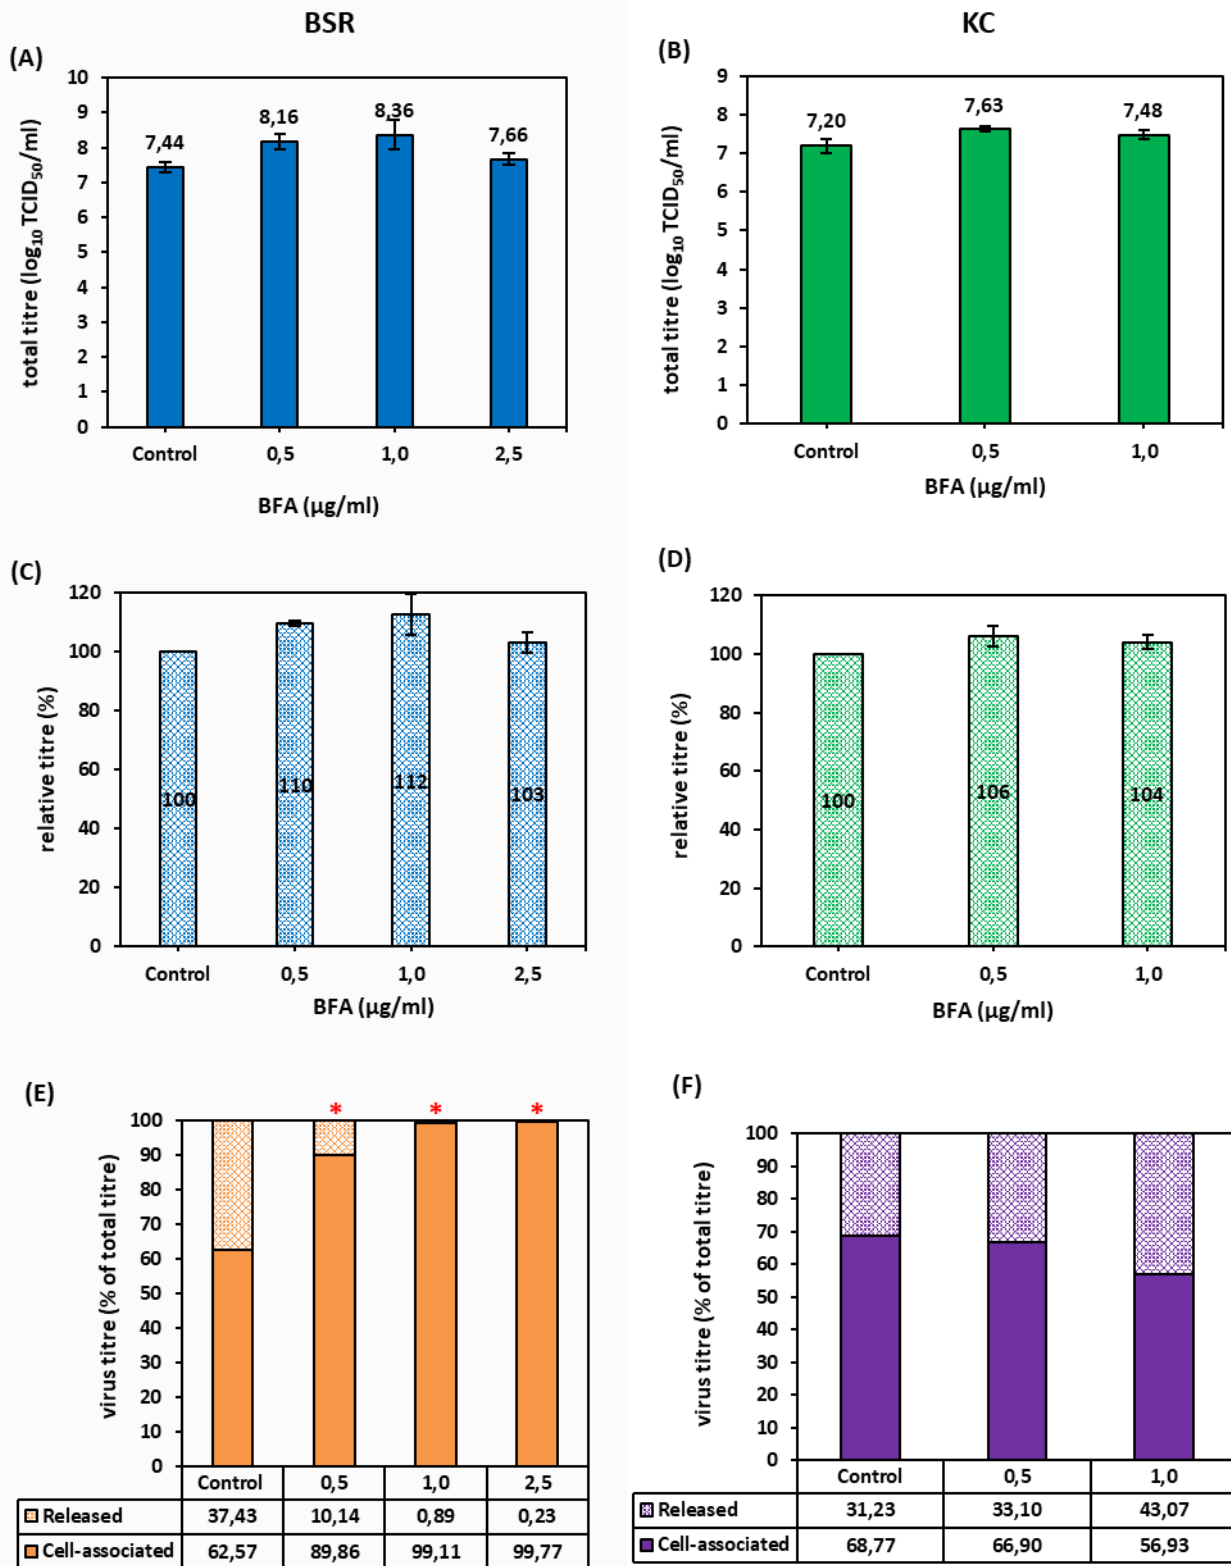 BSR
KC
(A)
10
9
8
7
6
5
4
3
2
1
0
total titre (log10 TCID50/ml)
7,44
8,16
8,36
7,66
Control
0,5
1,0
2,5
BFA (µg/ml)
(B)
9
8
7
6
5
4
3
2
1
0
total titre (log10 TCID50/ml)
7,20
7,63
7,48
Control
0,5
1,0
BFA (µg/ml)
(C)
120
100
80
60
40
20
0
relative titre (%)
100
110
112
103
Control
0,5
1,0
2,5
BFA (µg/ml)
(D)
120
100
80
60
40
20
0
relative titre (%)
100
106
104
Control
0,5
1,0
BFA (µg/ml)
(E)
* * *
100
90
80
70
60
50
40
30
20
10
0
virus titre (% of total titre)
Control 0,5 1,0 2,5
Released 37,43 10,14 0,89 0,23
Cell-associated 62,57 89,86 99,11 99,77
(F)
100
90
80
70
60
50
40
30
20
10
0
virus titre (% of total titre)
Control 0,5 1,0
Released 31,23 33,10 43,07
Cell-associated 68,77 66,90 56,93